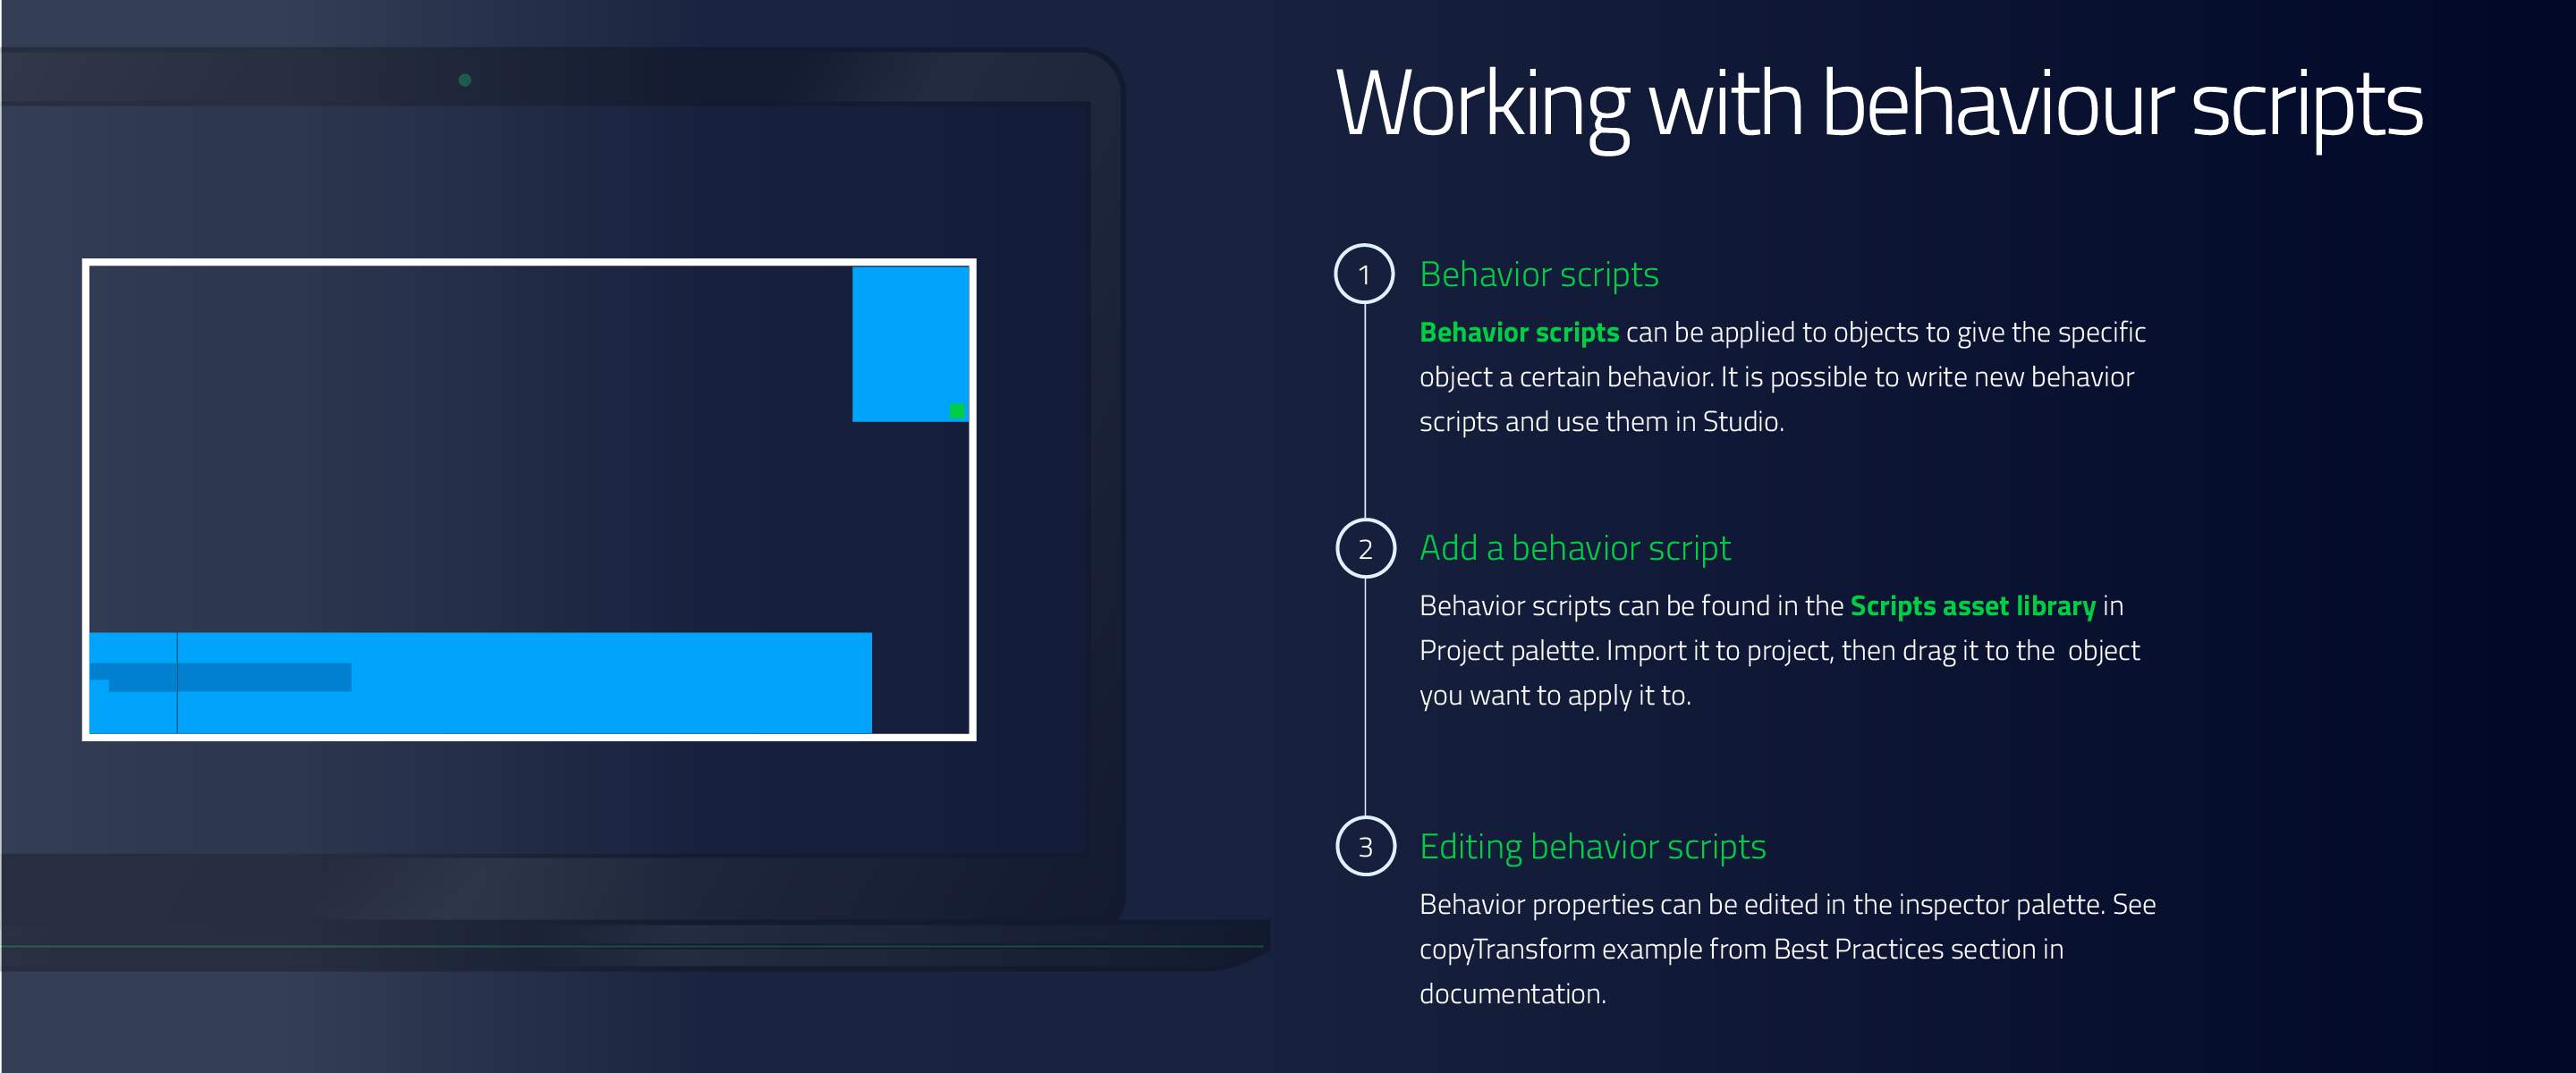 Working with behaviour scripts
1
Behavior scripts
Behavior scripts can be applied to objects to give the specific
object a certain behavior. It is possible to write new behavior
scripts and use them in Studio.
2
Add a behavior script
Behavior scripts can be found in the Scripts asset library in
Project palette. Import it to project, then drag it to the  object
you want to apply it to.
3
Editing behavior scripts
Behavior properties can be edited in the inspector palette. See
copyTransform example from Best Practices section in
documentation.